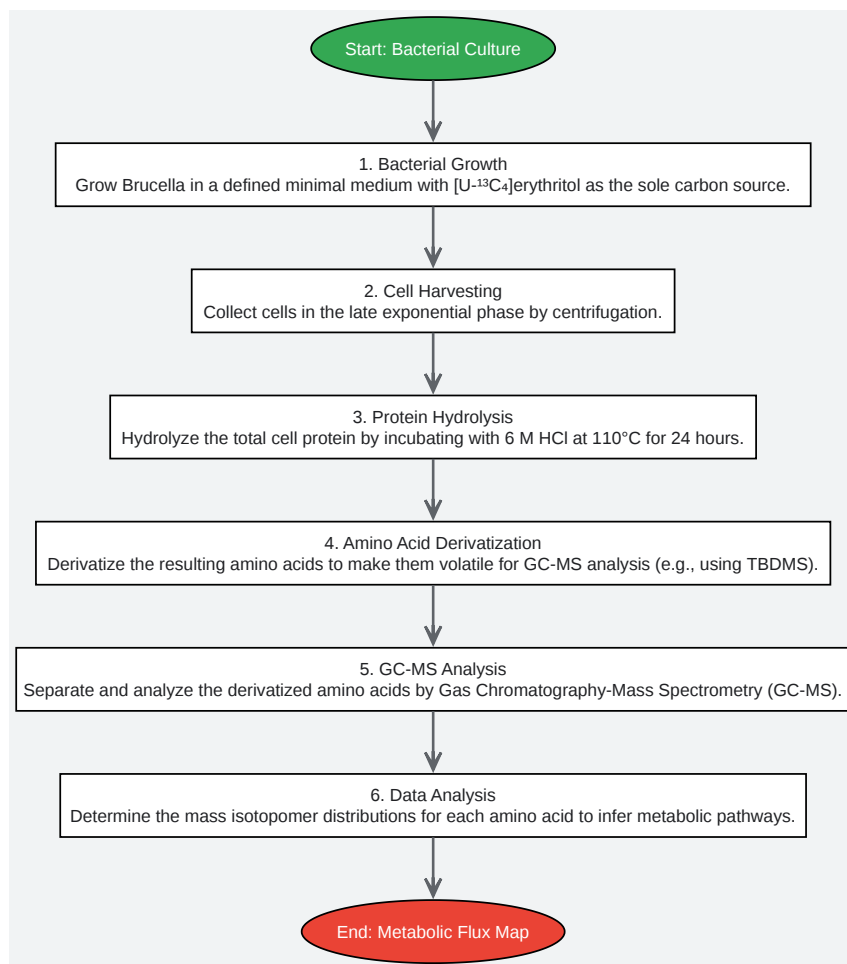 Start: Bacterial Culture
1. Bacterial Growth
Grow Brucella in a defined minimal medium with [U-¹³C₄]erythritol as the sole carbon source.
2. Cell Harvesting
Collect cells in the late exponential phase by centrifugation.
3. Protein Hydrolysis
Hydrolyze the total cell protein by incubating with 6 M HCl at 110°C for 24 hours.
4. Amino Acid Derivatization
Derivatize the resulting amino acids to make them volatile for GC-MS analysis (e.g., using TBDMS).
5. GC-MS Analysis
Separate and analyze the derivatized amino acids by Gas Chromatography-Mass Spectrometry (GC-MS).
6. Data Analysis
Determine the mass isotopomer distributions for each amino acid to infer metabolic pathways.
End: Metabolic Flux Map